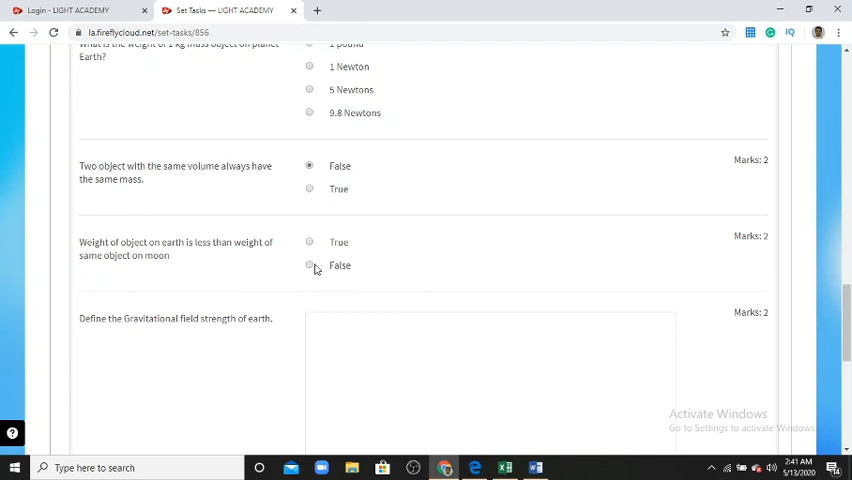 Login - LIGHT ACADEMY
Set Tasks — LIGHT ACADEMY
la.fireflycloud.net/set-tasks/856
What is the weight of 1 kg mass object on planet
Earth?
1 pound
1 Newton
5 Newtons
9.8 Newtons
Two object with the same volume always have
the same mass.
False
True
Marks: 2
Weight of object on earth is less than weight of
same object on moon
True
False
Marks: 2
Define the Gravitational field strength of earth.
Marks: 2
Activate Windows
Go to Settings to activate Windows.
Type here to search
2:41 AM
5/13/2020
14